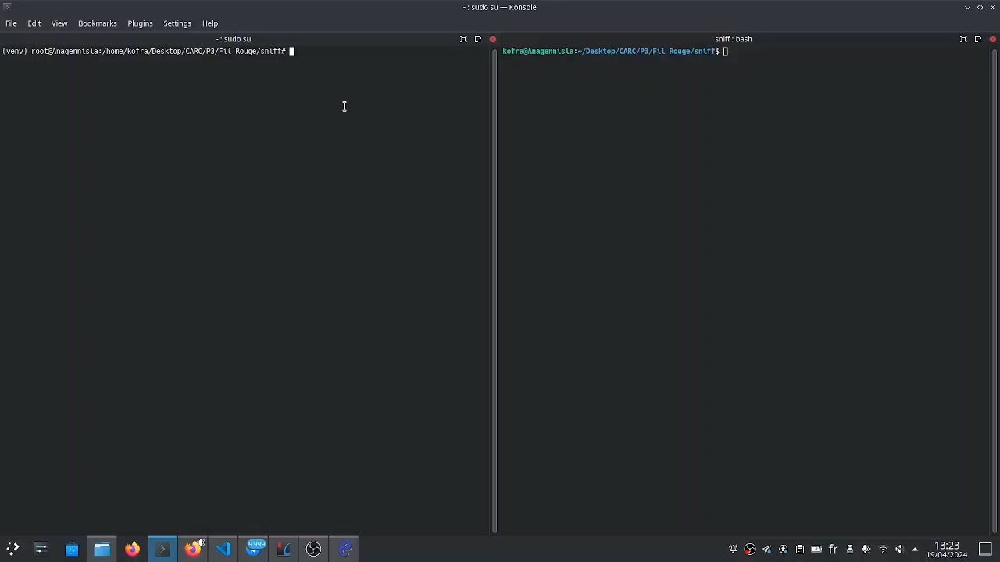 - : sudo su — Konsole
File Edit View Bookmarks Plugins Settings Help
- : sudo su
sniff : bash
(venv) root@Anagennisia:/home/kofra/Desktop/CARC/P3/Fil Rouge/sniff#
kofra@Anagennisia:~/Desktop/CARC/P3/Fil Rouge/sniff$
9999
fr
13:23
19/04/2024